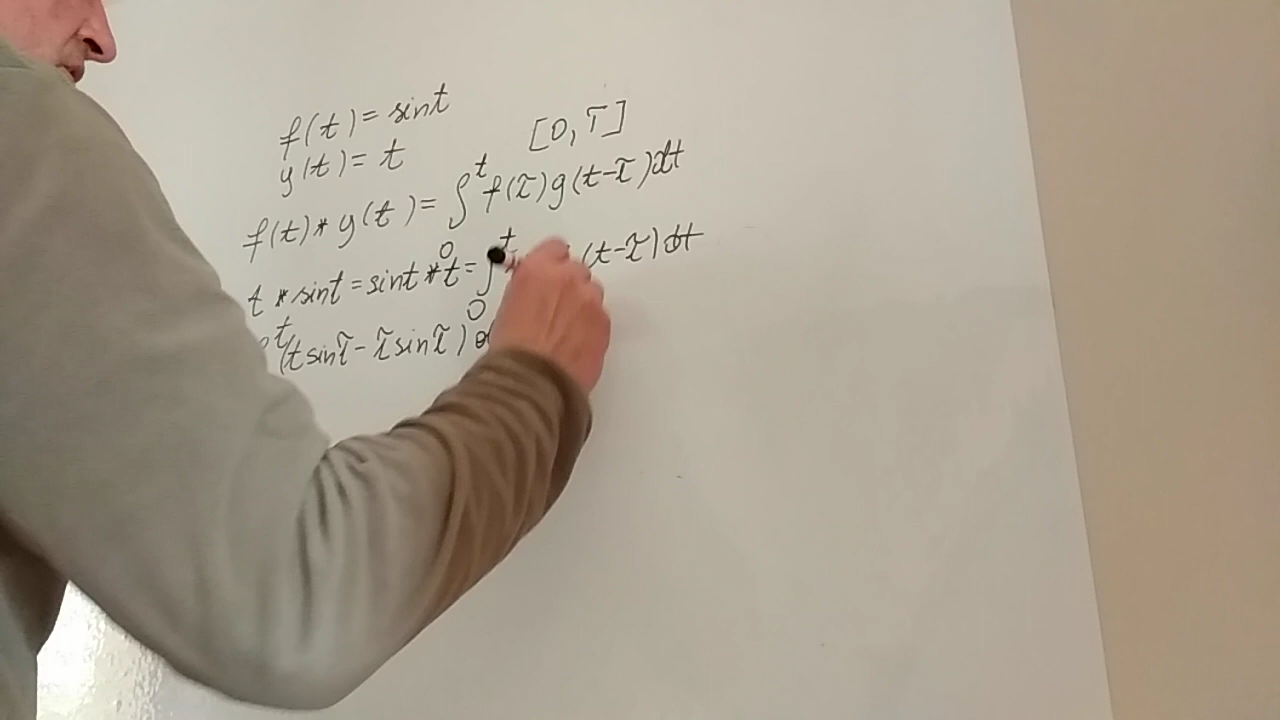 f(t) = sint
y(t) = t [0, T]
f(t) * y(t) = ∫₀ᵗ f(τ)g(t-τ)dt
t * sint = sint * t = ∫₀ᵗ (t-τ)dt
ᵗ(t sinτ - τ sinτ)